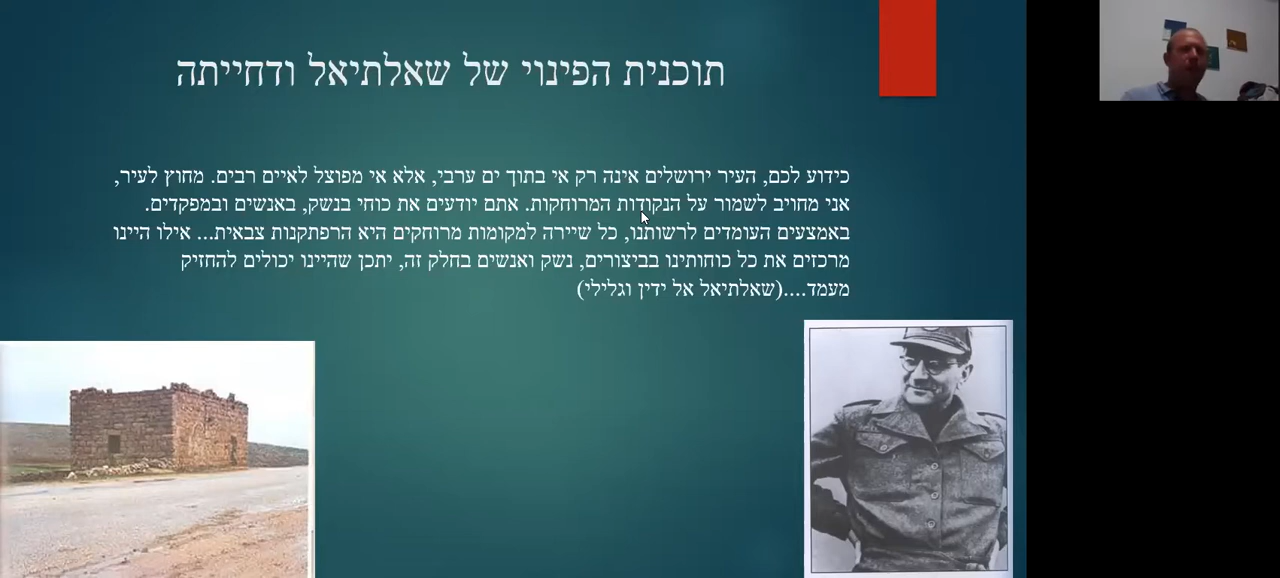 תוכנית הפינוי של שאלתיאל ודחייתה
כידוע לכם, העיר ירושלים אינה רק אי בתוך ים ערבי, אלא אי מפוצל לאיים רבים. מחוץ לעיר,
אני מחויב לשמור על הנקודות המרוחקות. אתם יודעים את כוחי בנשק, באנשים ובמפקדים.
באמצעים העומדים לרשותנו, כל שיירה למקומות מרוחקים היא הרפתקנות צבאית... אילו היינו
מרכזים את כל כוחותינו בביצורים, נשק ואנשים בחלק זה, יתכן שהיינו יכולים להחזיק
מעמד....(שאלתיאל אל ידין וגלילי)